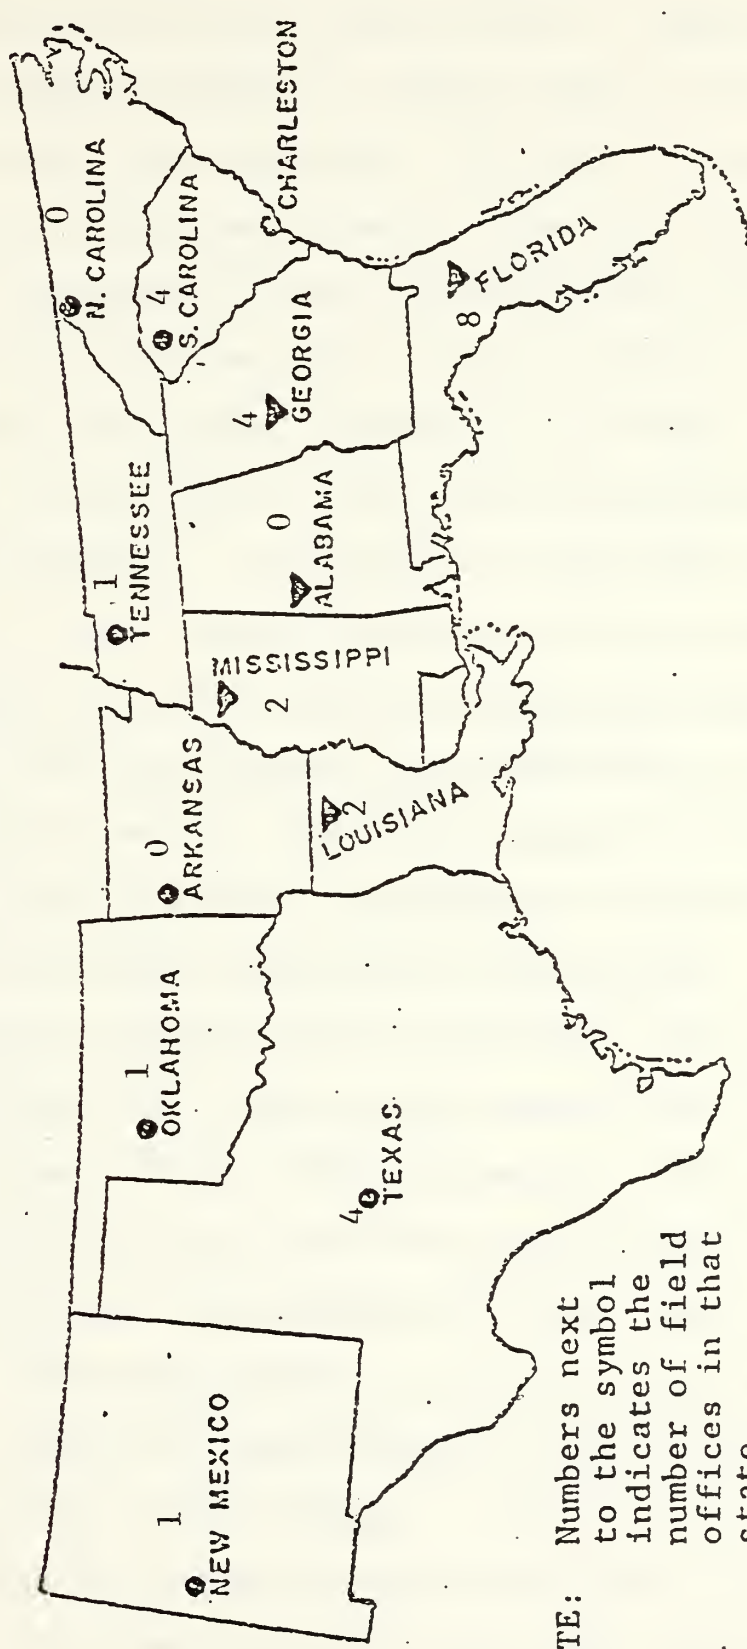 N. CAROLINA
0
S. CAROLINA
4
CHARLESTON
TENNESSEE
1
GEORGIA
4
FLORIDA
8
ALABAMA
0
MISSISSIPPI
2
ARKANSAS
0
LOUISIANA
2
OKLAHOMA
1
TEXAS
4
NEW MEXICO
1
TE: Numbers next
to the symbol
indicates the
number of field
offices in that
state